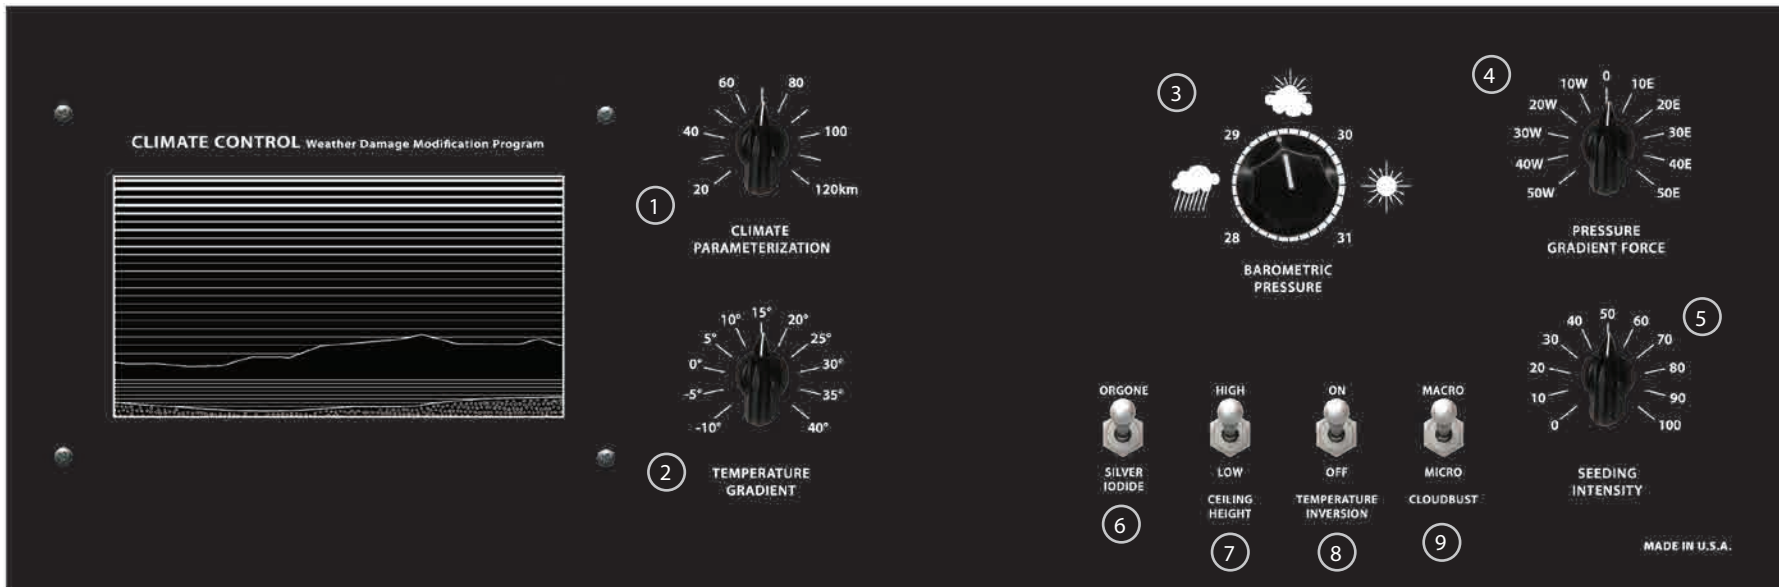 CLIMATE CONTROL Weather Damage Modification Program
60 80
40 100
20 120km
1
CLIMATE
PARAMETERIZATION
15°
10° 20°
5° 25°
0° 30°
-5° 35°
-10° 40°
2
TEMPERATURE
GRADIENT
3
29 30
28 31
BAROMETRIC
PRESSURE
4
0
10W 10E
20W 20E
30W 30E
40W 40E
50W 50E
PRESSURE
GRADIENT FORCE
5
50
40 60
30 70
20 80
10 90
0 100
SEEDING
INTENSITY
ORGONE
SILVER
IODIDE
6
HIGH
LOW
CEILING
HEIGHT
7
ON
OFF
TEMPERATURE
INVERSION
8
MACRO
MICRO
CLOUDBUST
9
MADE IN U.S.A.